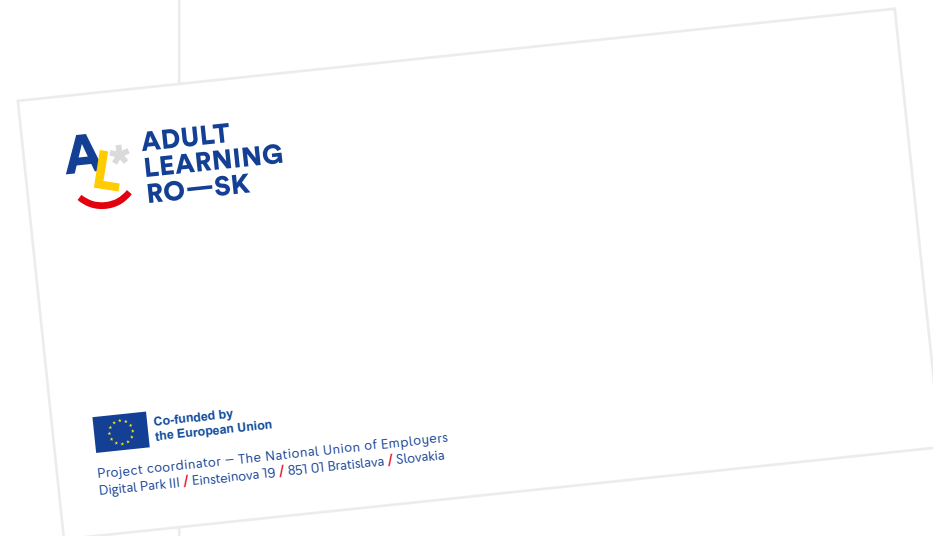 AL*
ADULT
LEARNING
RO—SK
Co-funded by
the European Union
Project coordinator – The National Union of Employers
Digital Park III / Einsteinova 19 / 851 01 Bratislava / Slovakia